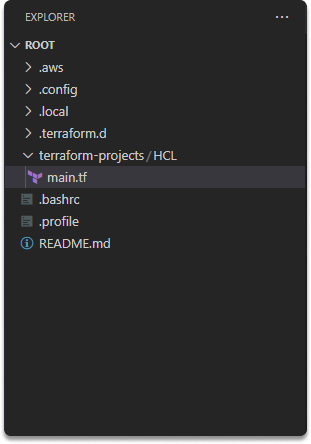 EXPLORER
ROOT
.aws
.config
.local
.terraform.d
terraform-projects / HCL
main.tf
.bashrc
.profile
README.md